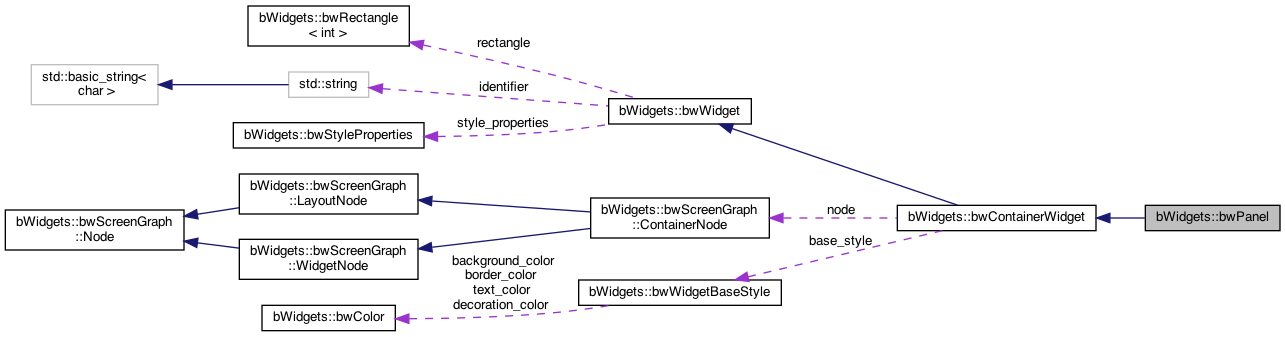 bWidgets::bwRectangle
< int >
rectangle
std::basic_string<
char >
std::string
identifier
bWidgets::bwWidget
bWidgets::bwStyleProperties
style_properties
bWidgets::bwScreenGraph
::LayoutNode
bWidgets::bwScreenGraph
::Node
bWidgets::bwScreenGraph
::ContainerNode
node
bWidgets::bwContainerWidget
bWidgets::bwPanel
bWidgets::bwScreenGraph
::WidgetNode
base_style
background_color
border_color
text_color
decoration_color
bWidgets::bwWidgetBaseStyle
bWidgets::bwColor